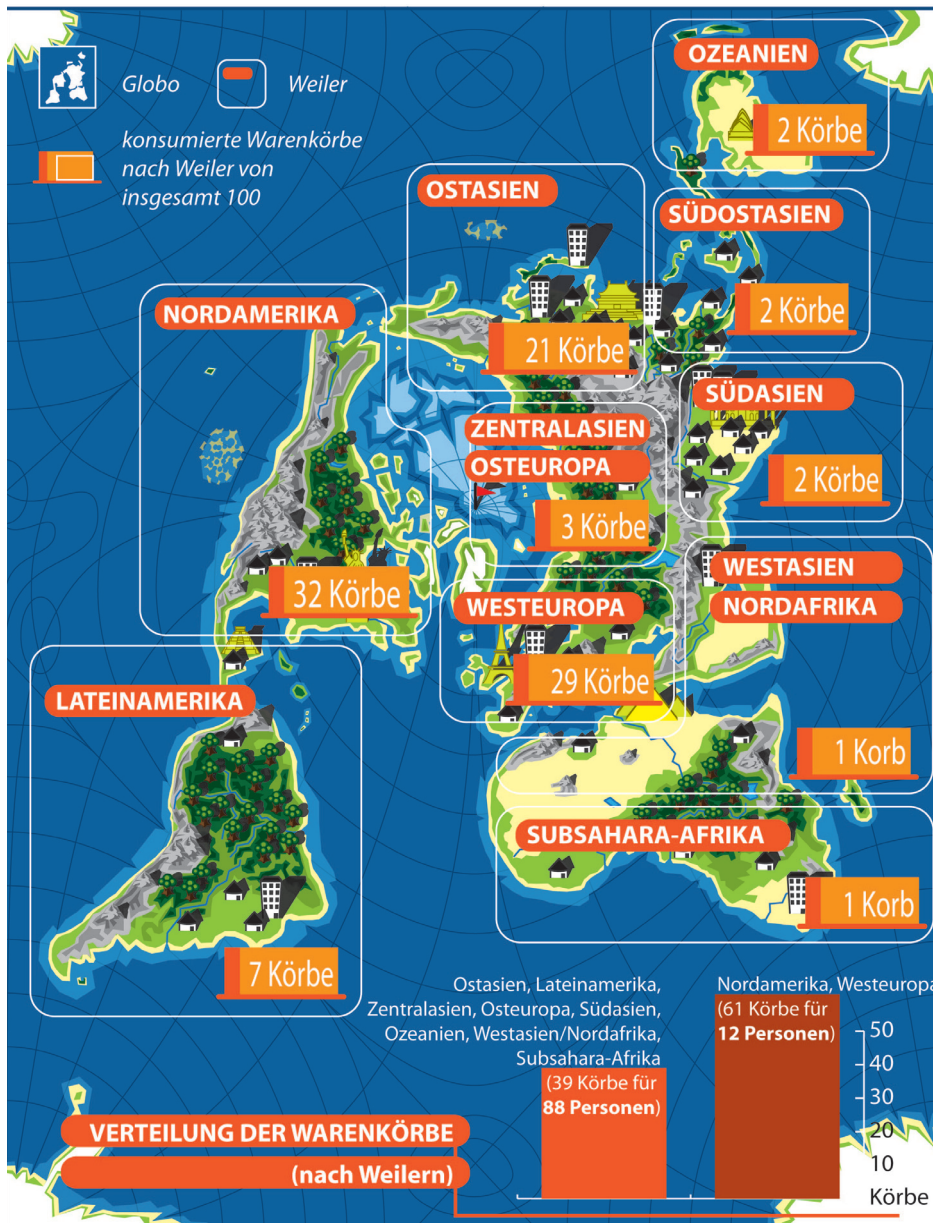 Globo
Weiler
konsumierte Warenkörbe
nach Weiler von
insgesamt 100
OZEANIEN
2 Körbe
OSTASIEN
21 Körbe
SÜDOSTASIEN
2 Körbe
NORDAMERIKA
32 Körbe
SÜDASIEN
2 Körbe
ZENTRALASIEN
OSTEUROPA
3 Körbe
WESTASIEN
NORDAFRIKA
1 Korb
WESTEUROPA
29 Körbe
LATEINAMERIKA
7 Körbe
SUBSAHARA-AFRIKA
1 Korb
Ostasien, Lateinamerika,
Zentralasien, Osteuropa, Südasien,
Ozeanien, Westasien/Nordafrika,
Subsahara-Afrika
(39 Körbe für
88 Personen)
Nordamerika, Westeuropa
(61 Körbe für
12 Personen)
50
40
30
20
10
Körbe
VERTEILUNG DER WARENKÖRBE
(nach Weilern)